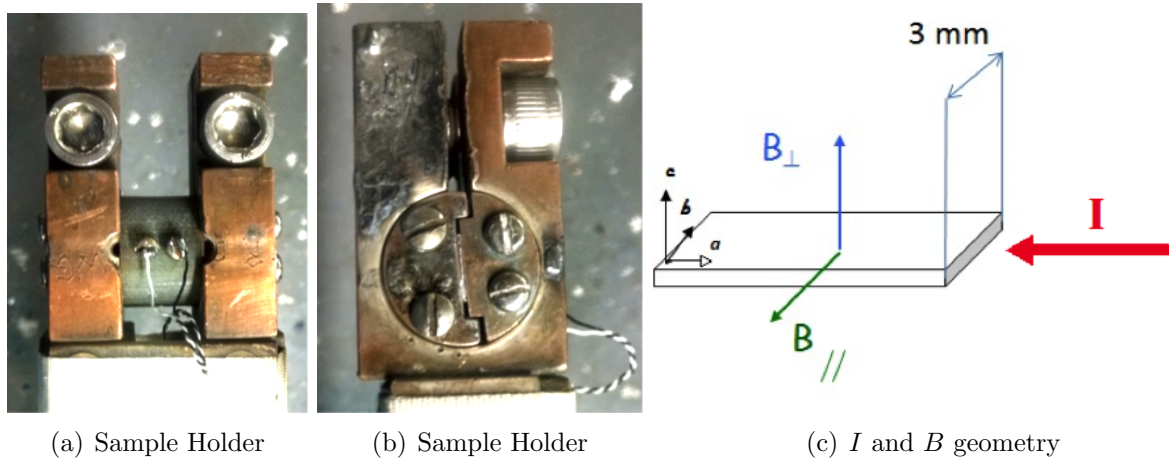 3 mm
B⊥
c
b
a
I
B //
(a) Sample Holder
(b) Sample Holder
(c) I and B geometry